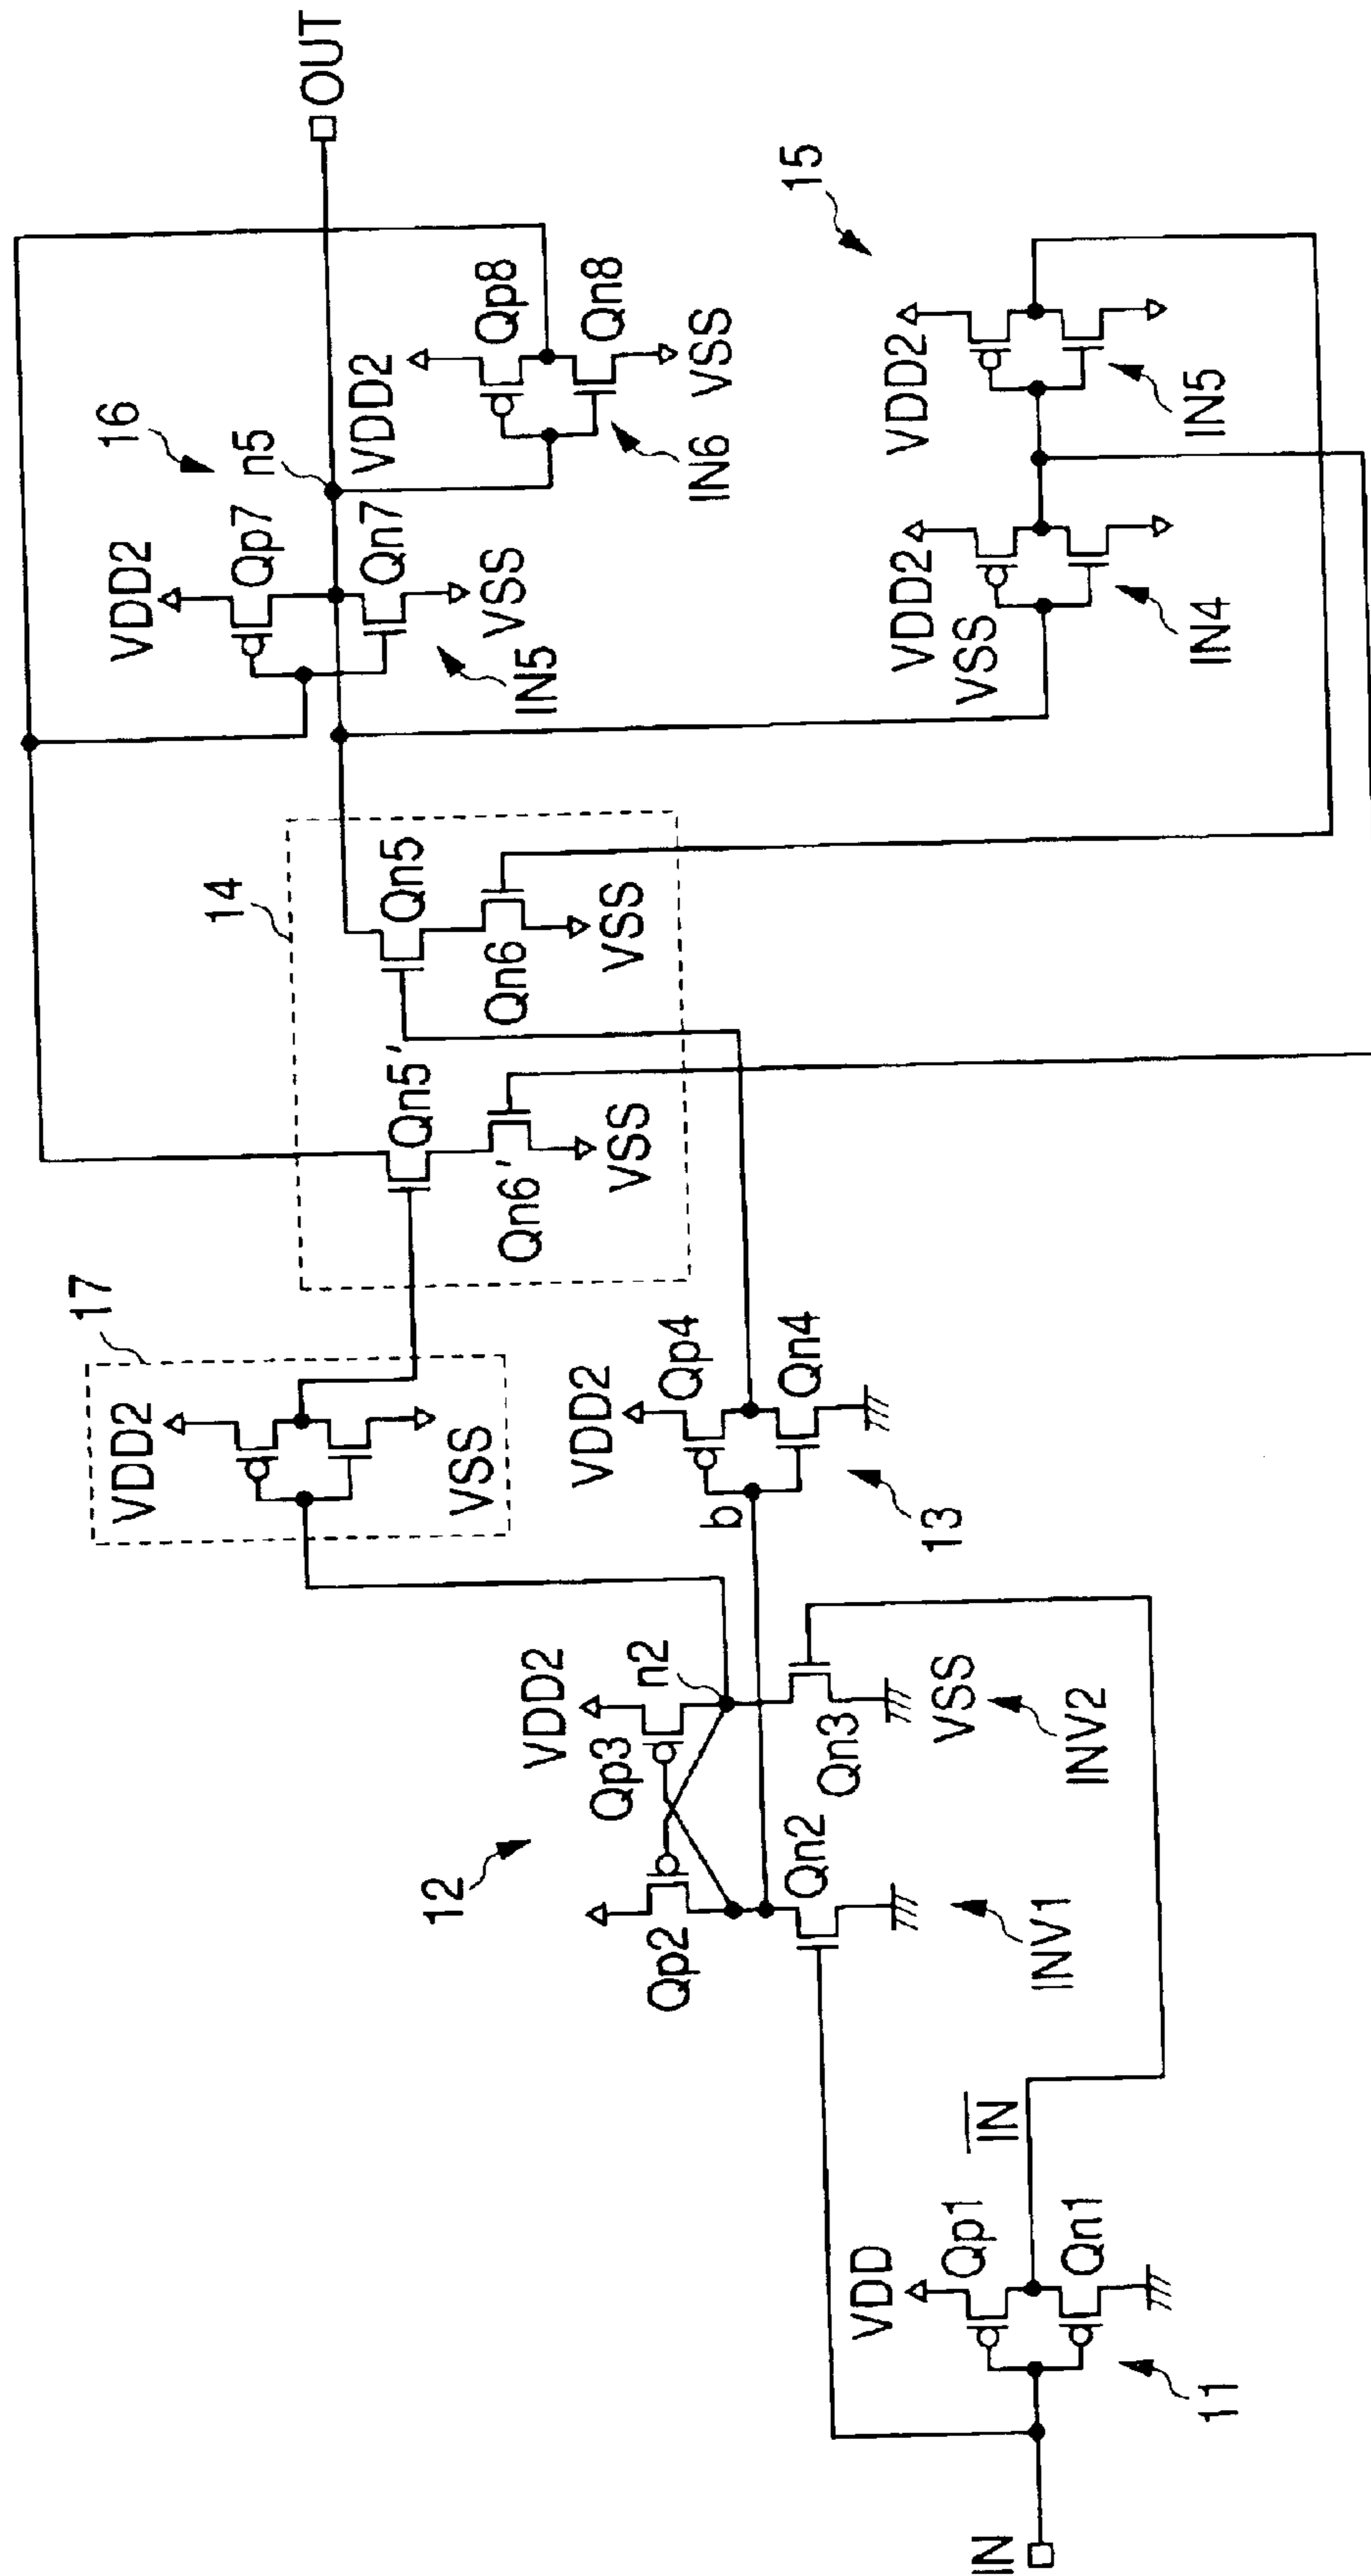 IN
11
VDD
Qp1
Qn1
IN
12
Qp2
Qn2
INV1
VDD2
Qp3
n2
Qn3
VSS
INV2
17
VDD2
VSS
VDD2
Qp4
b
Qn4
13
14
Qn5'
Qn6'
VSS
Qn5
Qn6
VSS
16
VDD2
Qp7
n5
Qn7
VSS
IN5
VDD2
Qp8
Qn8
VSS
IN6
OUT
15
VDD2
VSS
IN4
VDD2
IN5